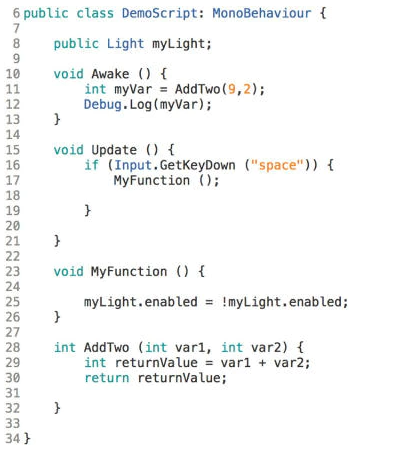 6 public class DemoScript: MonoBehaviour {
7
8     public Light myLight;
9
10     void Awake () {
11         int myVar = AddTwo(9,2);
12         Debug.Log(myVar);
13     }
14
15     void Update () {
16         if (Input.GetKeyDown ("space")) {
17             MyFunction ();
18
19         }
20
21     }
22
23     void MyFunction () {
24
25         myLight.enabled = !myLight.enabled;
26     }
27
28     int AddTwo (int var1, int var2) {
29         int returnValue = var1 + var2;
30         return returnValue;
31
32     }
33
34 }